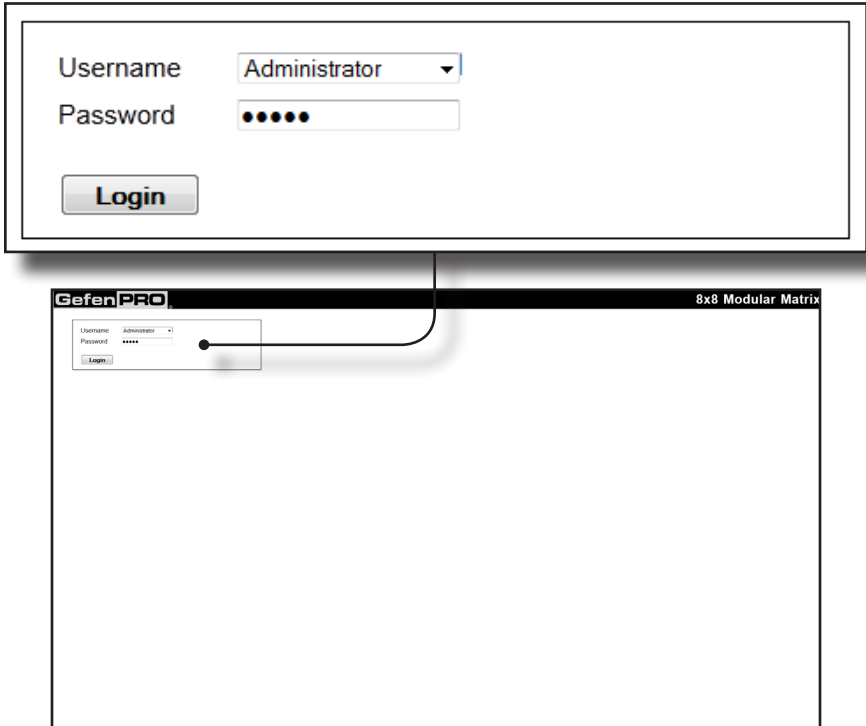 Username Administrator
Password •••••
Login
GefenPRO® 8x8 Modular Matrix
Username Administrator
Password •••••
Login